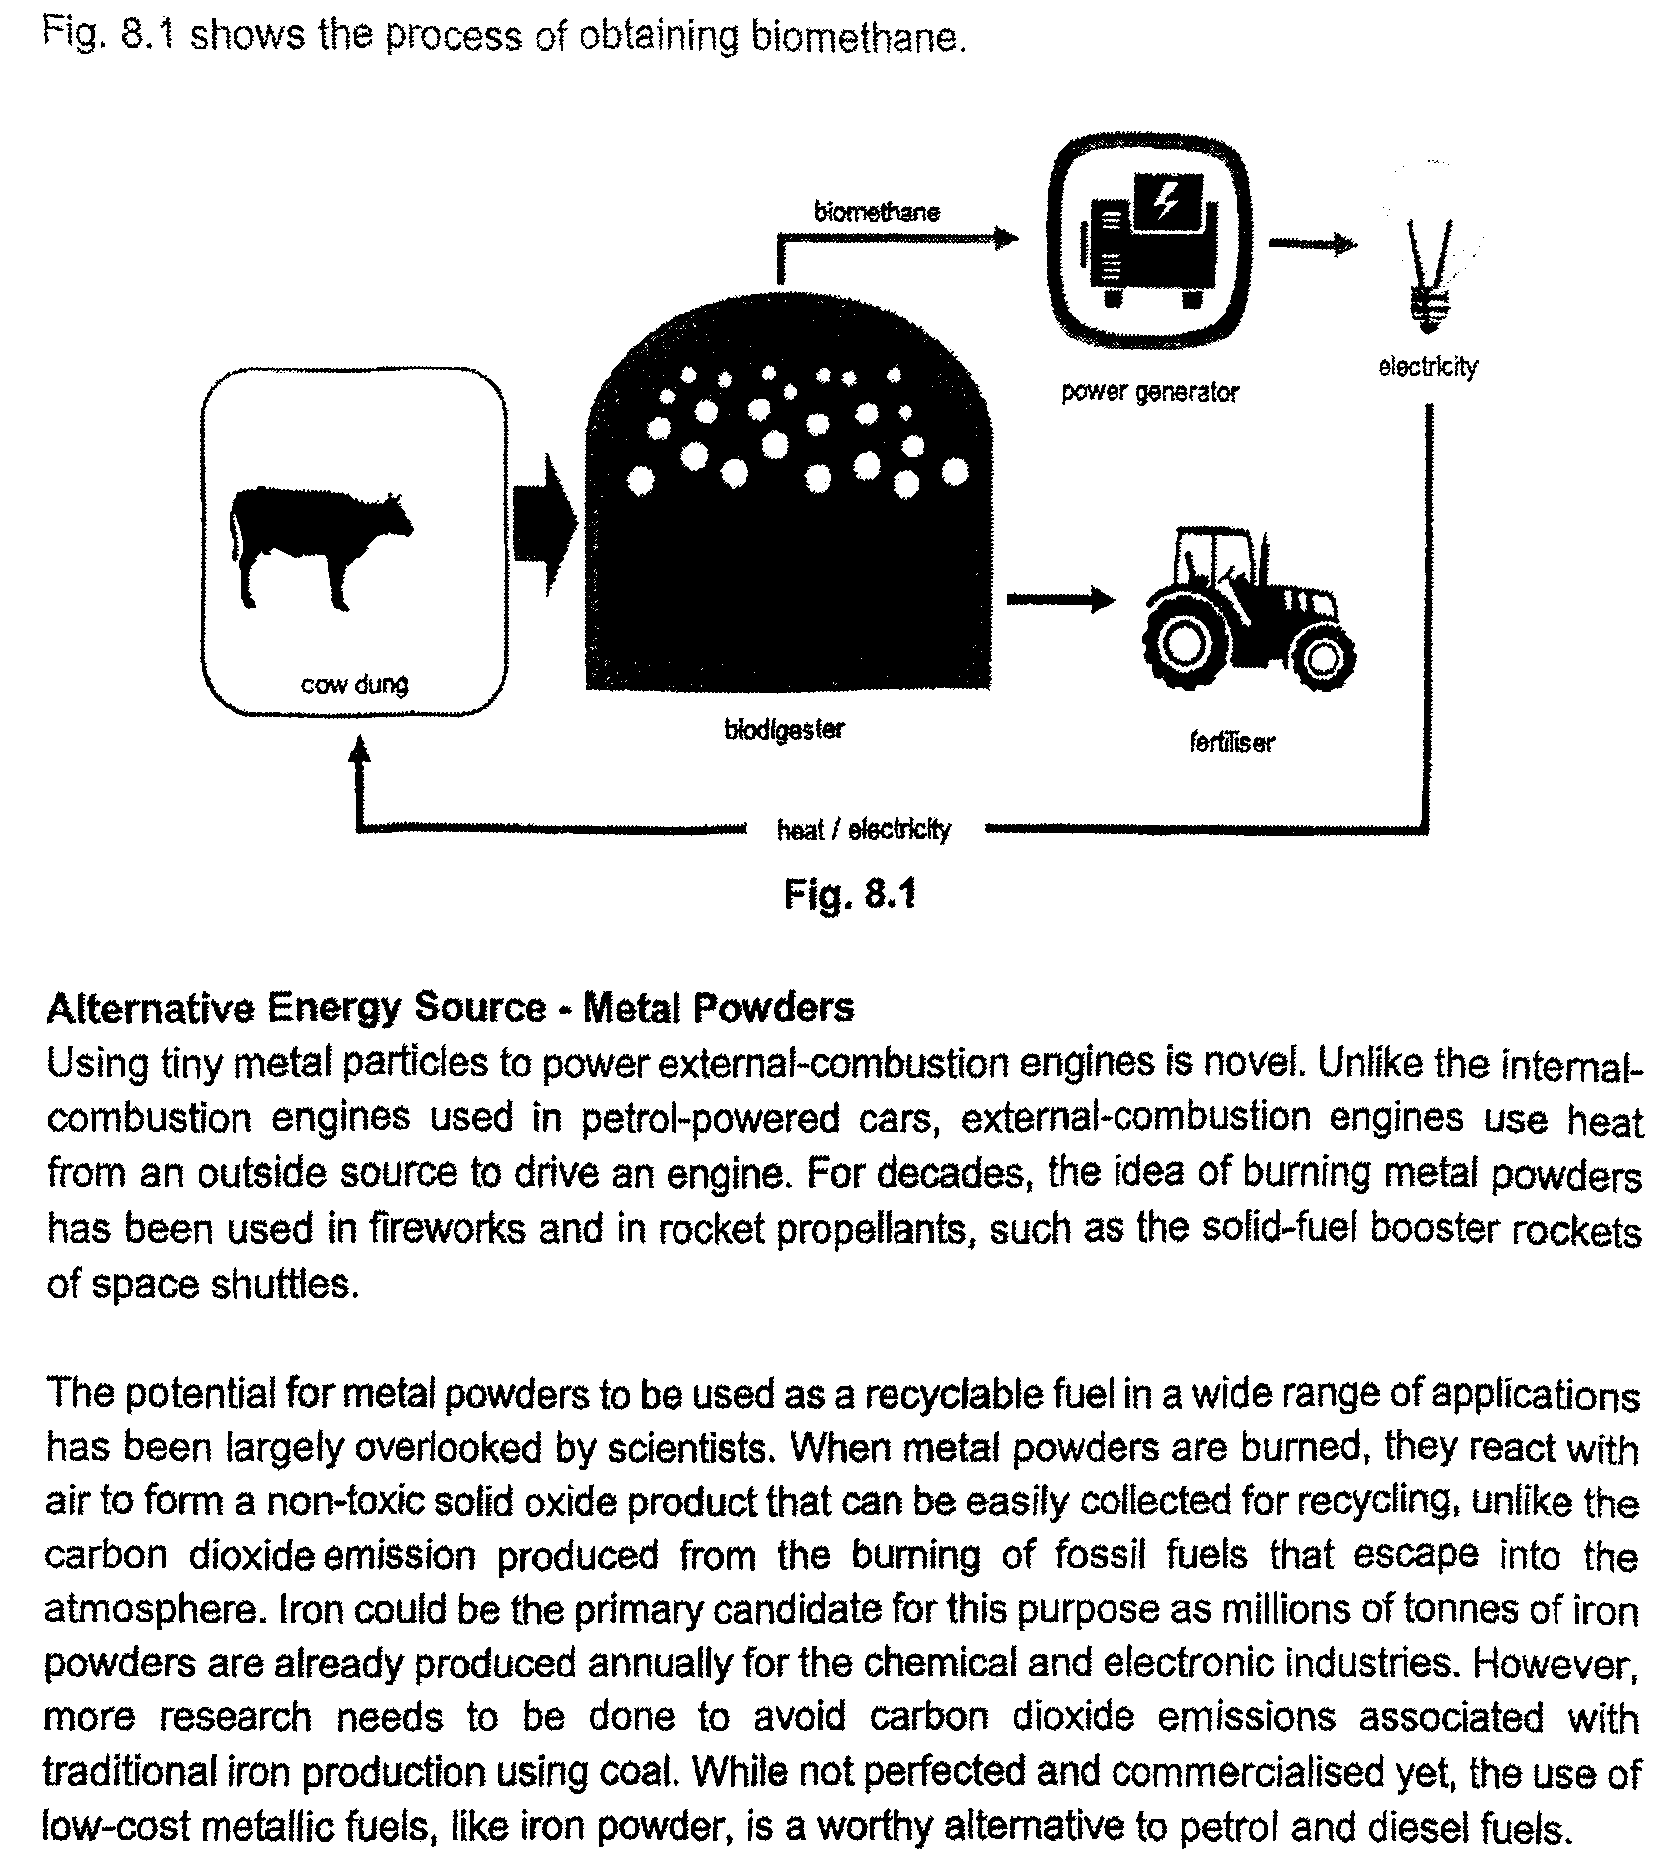 Fig. 8.1 shows the process of obtaining biomethane.
biomethane
power generator
electricity
cow dung
biodigester
fertiliser
heat / electricity
Fig. 8.1
Alternative Energy Source - Metal Powders
Using tiny metal particles to power external-combustion engines is novel. Unlike the internal-
combustion engines used in petrol-powered cars, external-combustion engines use heat
from an outside source to drive an engine. For decades, the idea of burning metal powders
has been used in fireworks and in rocket propellants, such as the solid-fuel booster rockets
of space shuttles.
The potential for metal powders to be used as a recyclable fuel in a wide range of applications
has been largely overlooked by scientists. When metal powders are burned, they react with
air to form a non-toxic solid oxide product that can be easily collected for recycling, unlike the
carbon dioxide emission produced from the burning of fossil fuels that escape into the
atmosphere. Iron could be the primary candidate for this purpose as millions of tonnes of iron
powders are already produced annually for the chemical and electronic industries. However,
more research needs to be done to avoid carbon dioxide emissions associated with
traditional iron production using coal. While not perfected and commercialised yet, the use of
low-cost metallic fuels, like iron powder, is a worthy alternative to petrol and diesel fuels.